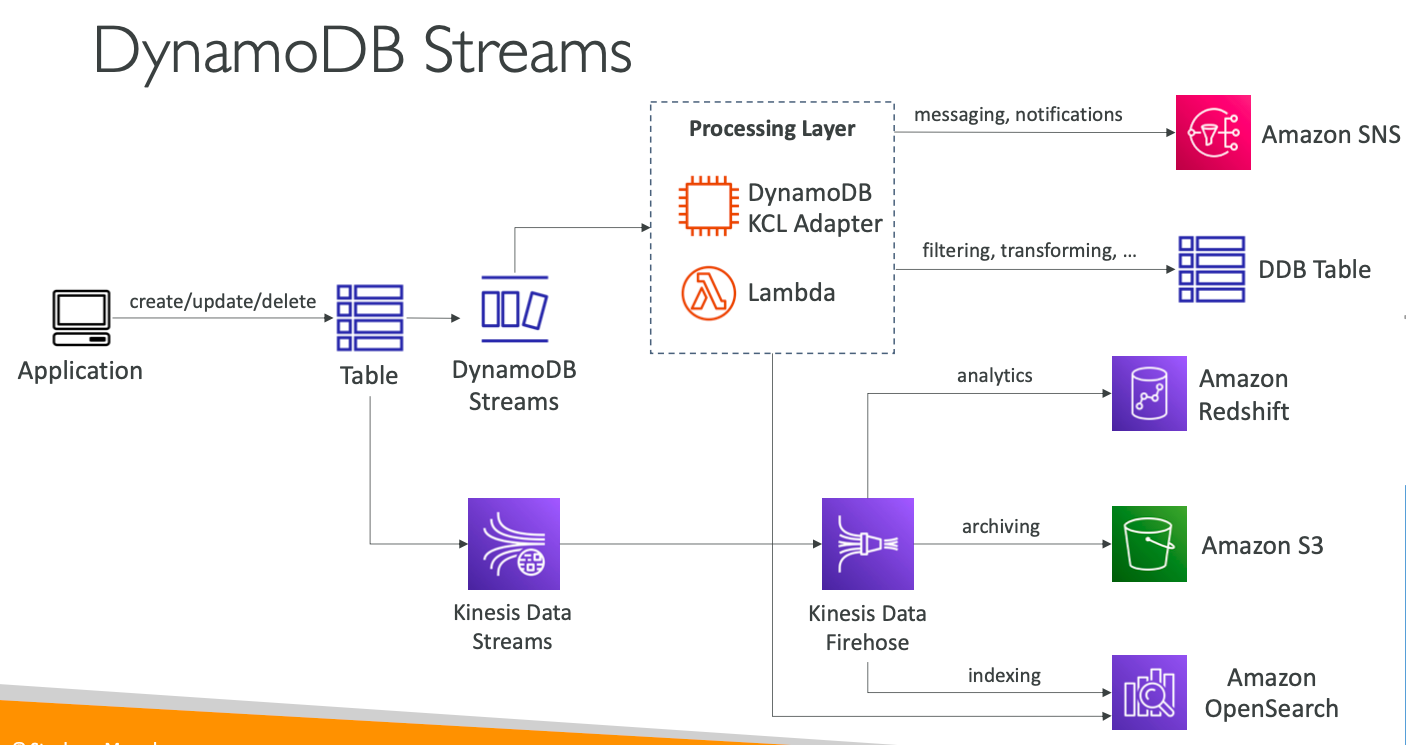 DynamoDB Streams
Processing Layer
DynamoDB
KCL Adapter
Lambda
messaging, notifications
Amazon SNS
filtering, transforming, ...
DDB Table
create/update/delete
Application
Table
DynamoDB
Streams
analytics
Amazon
Redshift
archiving
Amazon S3
Kinesis Data
Streams
Kinesis Data
Firehose
indexing
Amazon
OpenSearch